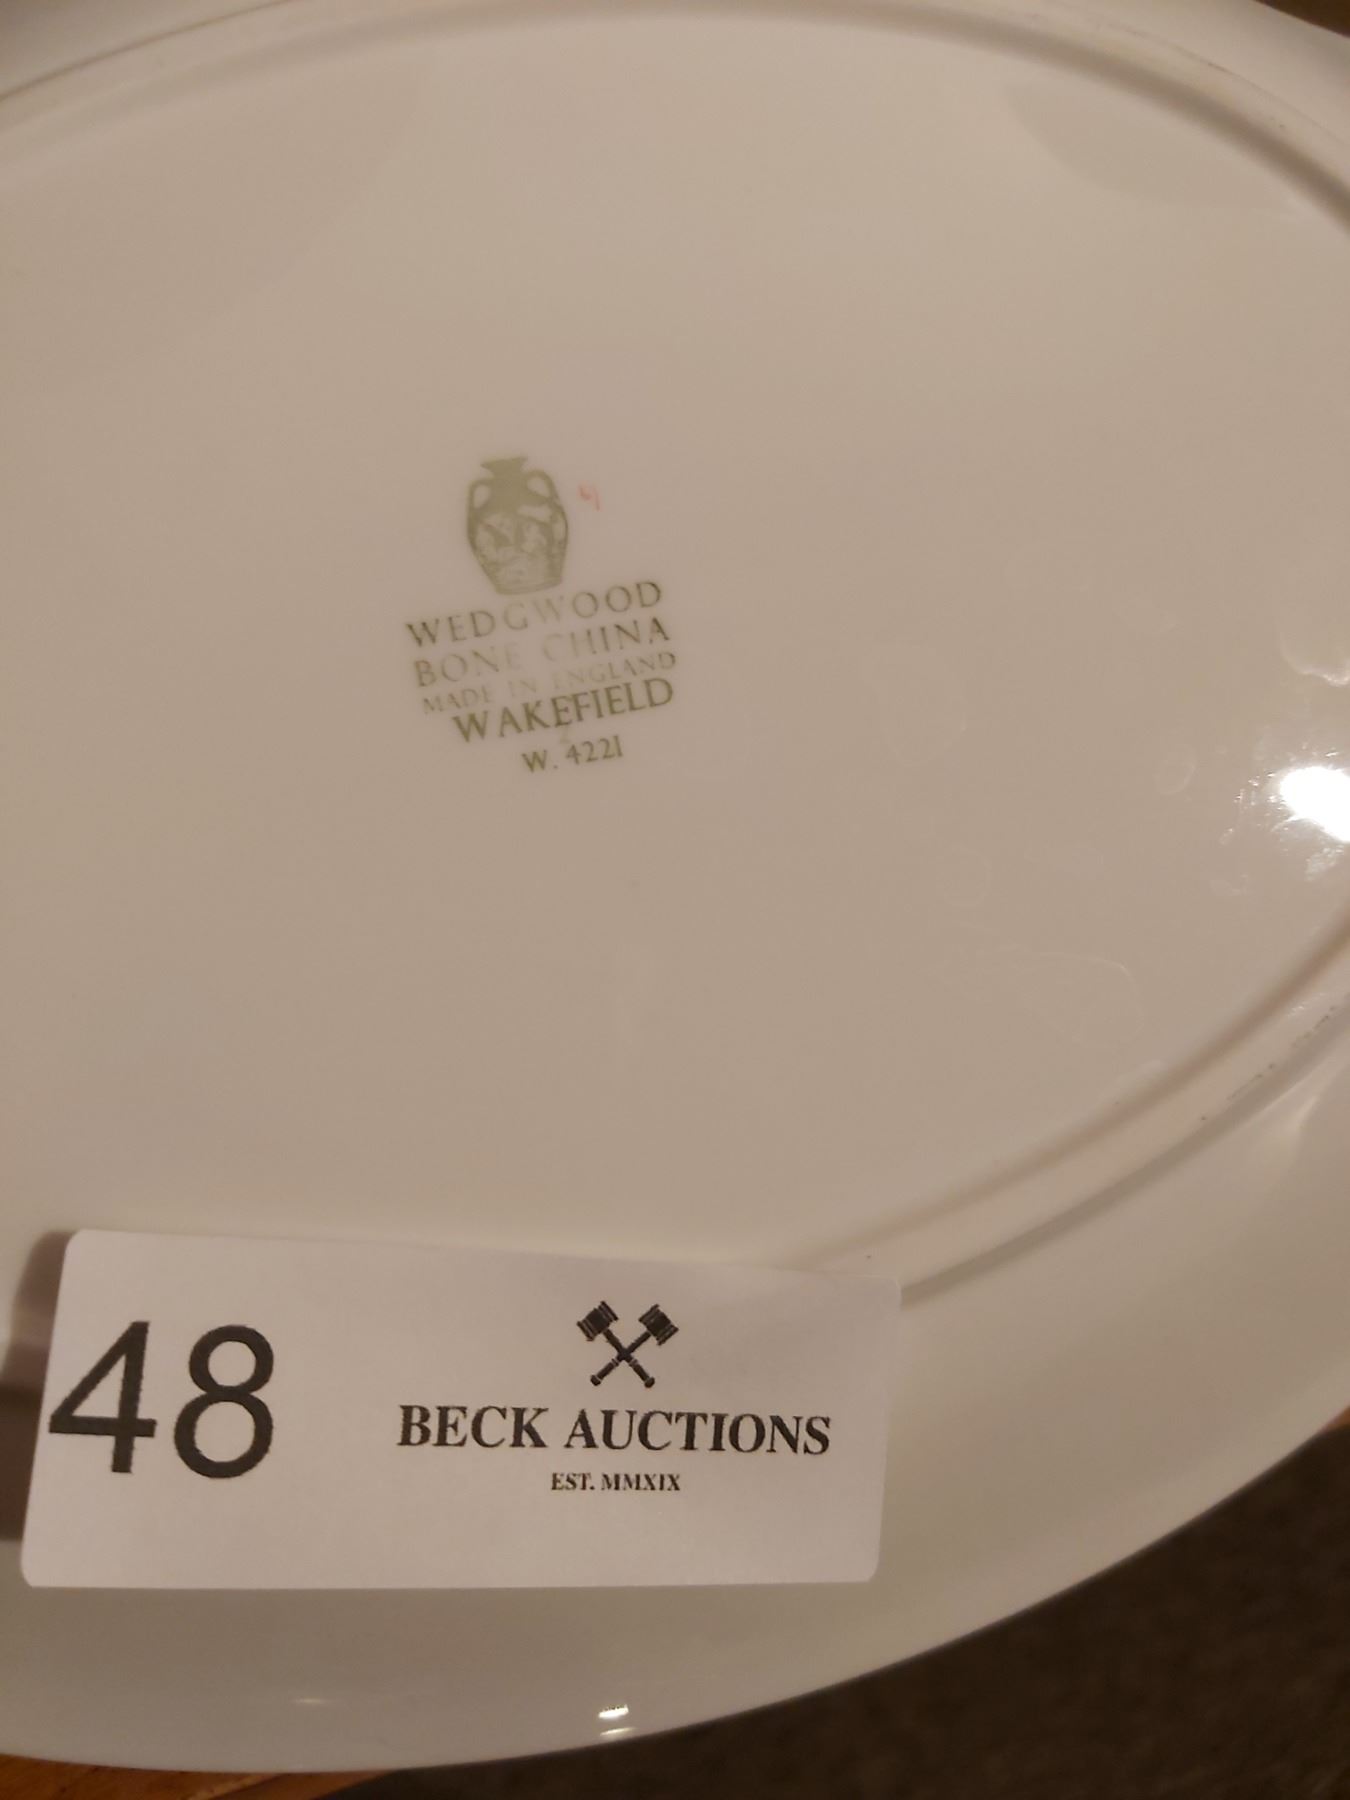 WEDGWOOD
BONE CHINA
MADE IN ENGLAND
WAKEFIELD
W. 4221
48
BECK AUCTIONS
EST. MMXIX